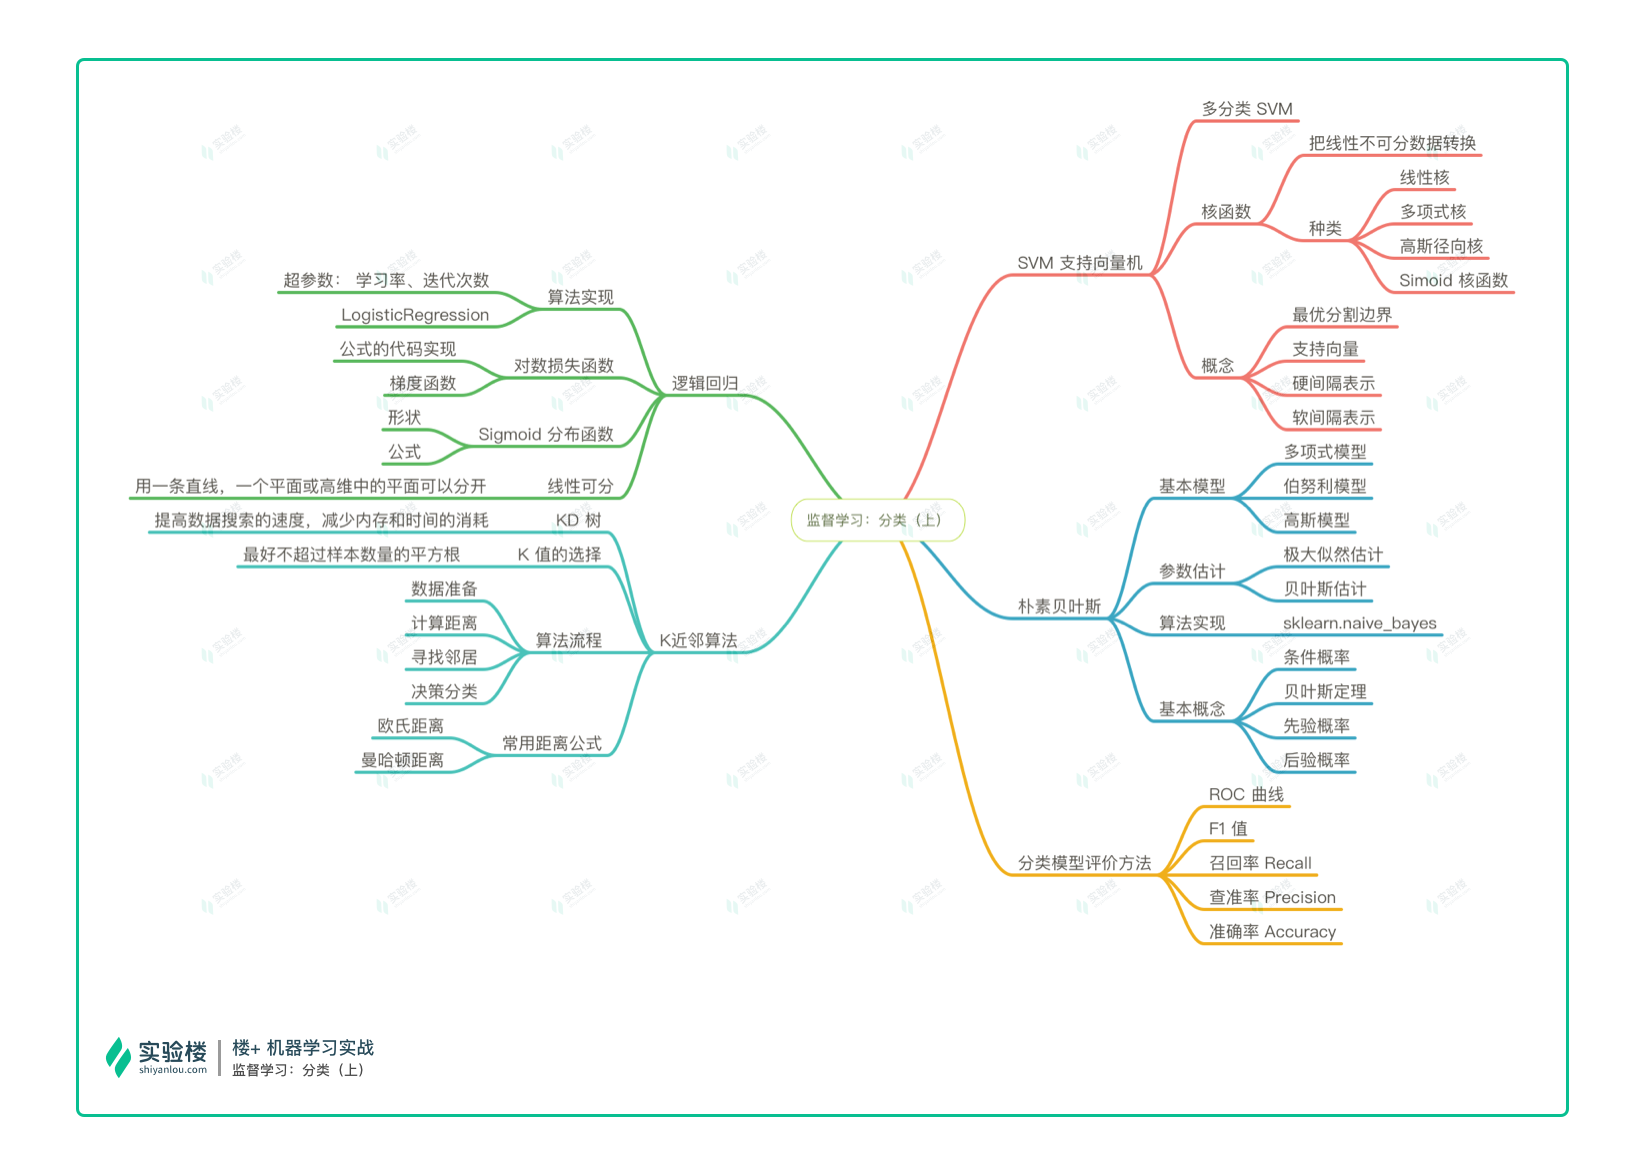 监督学习：分类（上）
逻辑回归
算法实现
超参数： 学习率、迭代次数
LogisticRegression
对数损失函数
公式的代码实现
梯度函数
Sigmoid 分布函数
形状
公式
线性可分
用一条直线，一个平面或高维中的平面可以分开
K近邻算法
KD 树
提高数据搜索的速度，减少内存和时间的消耗
K 值的选择
最好不超过样本数量的平方根
算法流程
数据准备
计算距离
寻找邻居
决策分类
常用距离公式
欧氏距离
曼哈顿距离
SVM 支持向量机
多分类 SVM
核函数
把线性不可分数据转换
种类
线性核
多项式核
高斯径向核
Simoid 核函数
概念
最优分割边界
支持向量
硬间隔表示
软间隔表示
朴素贝叶斯
基本模型
多项式模型
伯努利模型
高斯模型
参数估计
极大似然估计
贝叶斯估计
算法实现
sklearn.naive_bayes
基本概念
条件概率
贝叶斯定理
先验概率
后验概率
分类模型评价方法
ROC 曲线
F1 值
召回率 Recall
查准率 Precision
准确率 Accuracy
实验楼
shiyanlou.com
楼+ 机器学习实战
监督学习：分类（上）